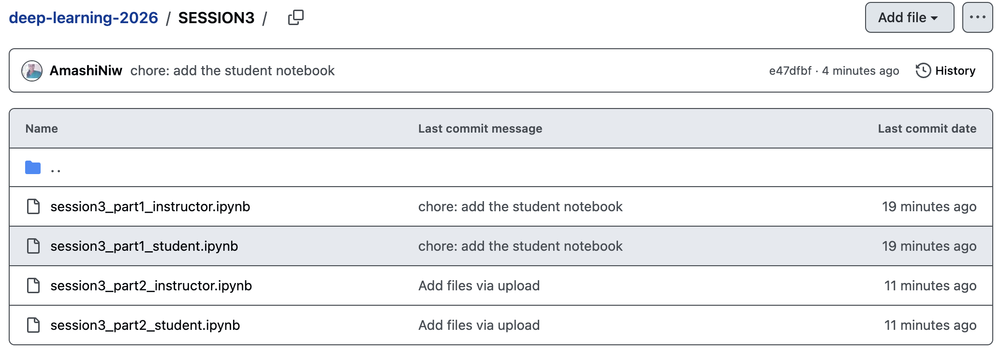 deep-learning-2026 / SESSION3 /
Add file
AmashiNiw chore: add the student notebook
e47dfbf · 4 minutes ago
History
Name Last commit message Last commit date
..
session3_part1_instructor.ipynb chore: add the student notebook 19 minutes ago
session3_part1_student.ipynb chore: add the student notebook 19 minutes ago
session3_part2_instructor.ipynb Add files via upload 11 minutes ago
session3_part2_student.ipynb Add files via upload 11 minutes ago